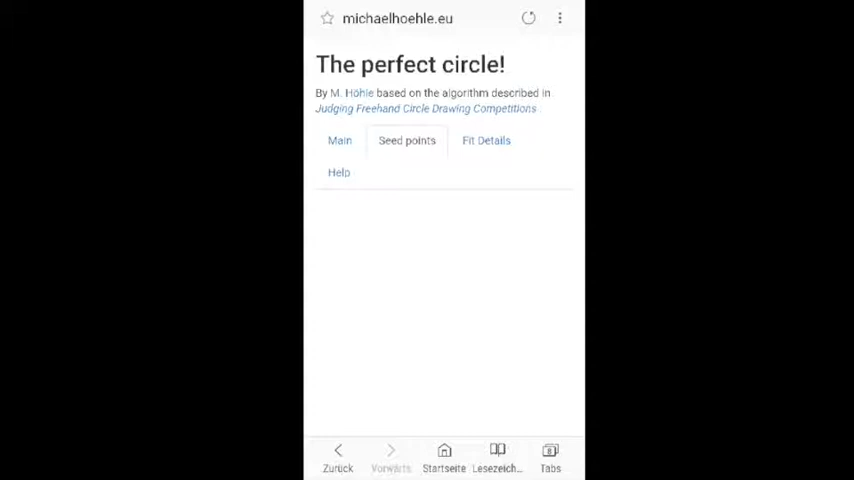 michaelhoehle.eu
The perfect circle!
By M. Höhle based on the algorithm described in
Judging Freehand Circle Drawing Competitions .
Main Seed points Fit Details
Help
8
Zurück Vorwärts Startseite Lesezeich... Tabs